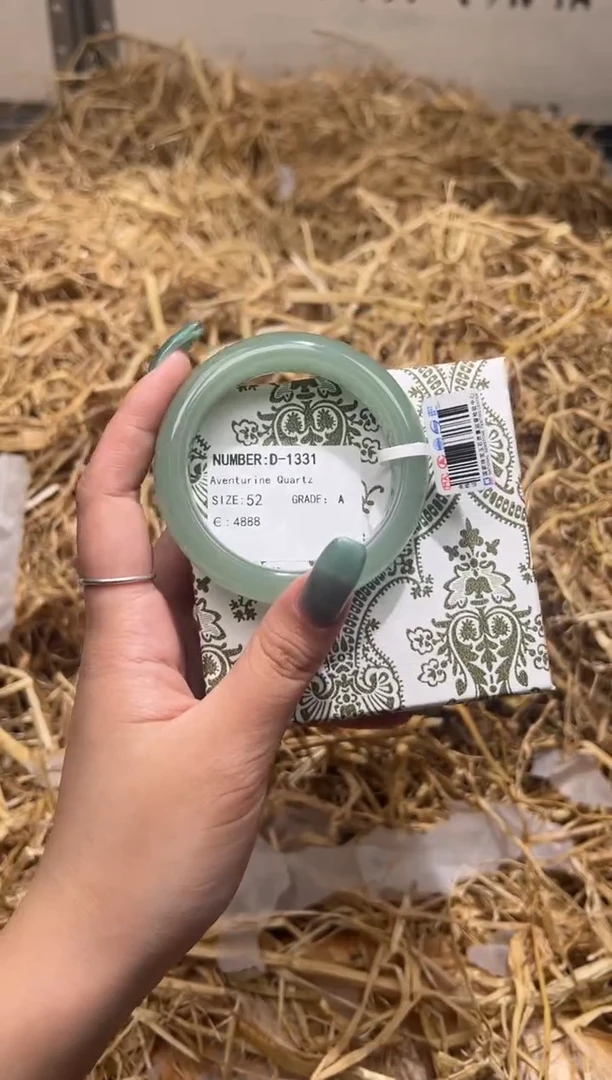 NUMBER:D-1331
Aventurine Quartz
SIZE:52 GRADE: A
€:4888